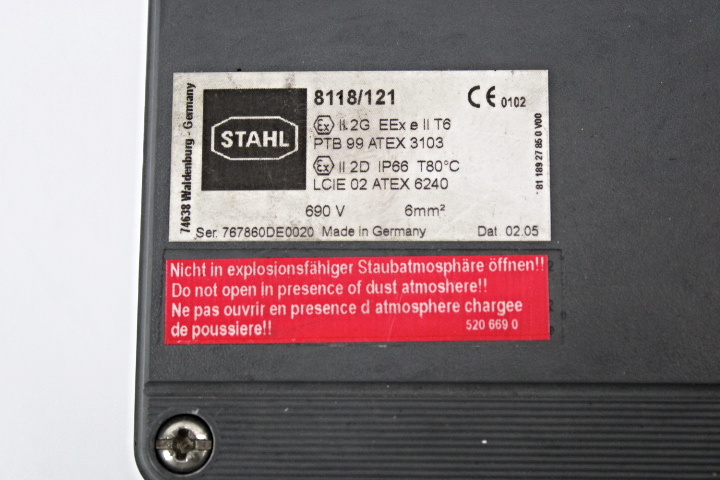 8118/121
CE 0102
STAHL
Ex II 2G EEx e II T6
PTB 99 ATEX 3103
Ex II 2D IP66 T80°C
LCIE 02 ATEX 6240
690 V 6mm²
Ser. 767860DE0020 Made in Germany Dat. 02.05
74638 Waldenburg - Germany
81 189 27 85 0 V00
Nicht in explosionsfähiger Staubatmosphäre öffnen!!
Do not open in presence of dust atmoshere!!
Ne pas ouvrir en presence d atmosphere chargee
de poussiere!! 520 669 0